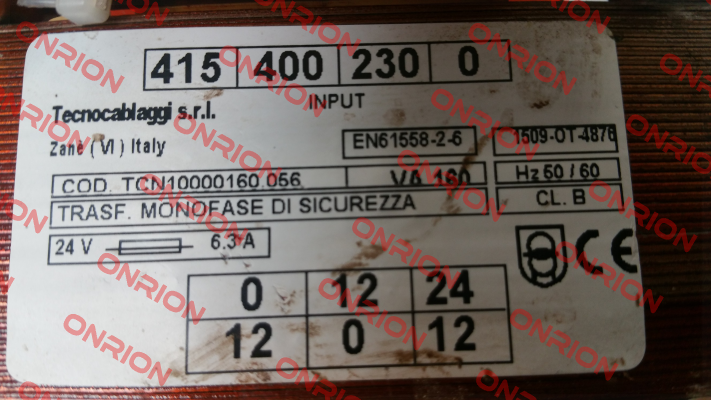 415 400 230 0
INPUT
Tecnocablaggi s.r.l.
Zanè ( VI ) Italy
EN61558-2-6
1509-OT-4876
COD. TCN10000160.056
VA 160
Hz 50 / 60
TRASF. MONOFASE DI SICUREZZA
CL. B
24 V 6.3 A
CE
0 12 24
12 0 12
ONRION